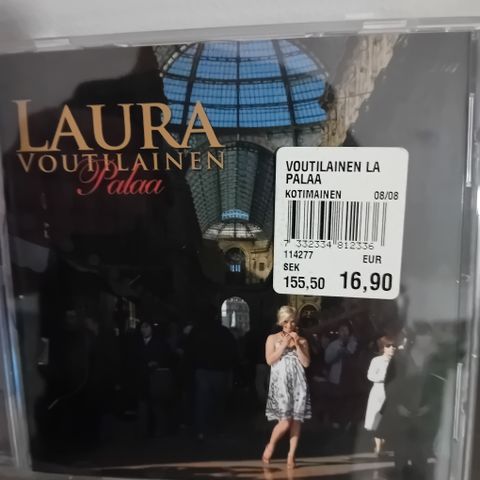 LAURA
VOUTILAINEN
Palaa
VOUTILAINEN LA
PALAA
KOTIMAINEN 08/08
7 332334 812336
114277 EUR
SEK
155,50 16,90